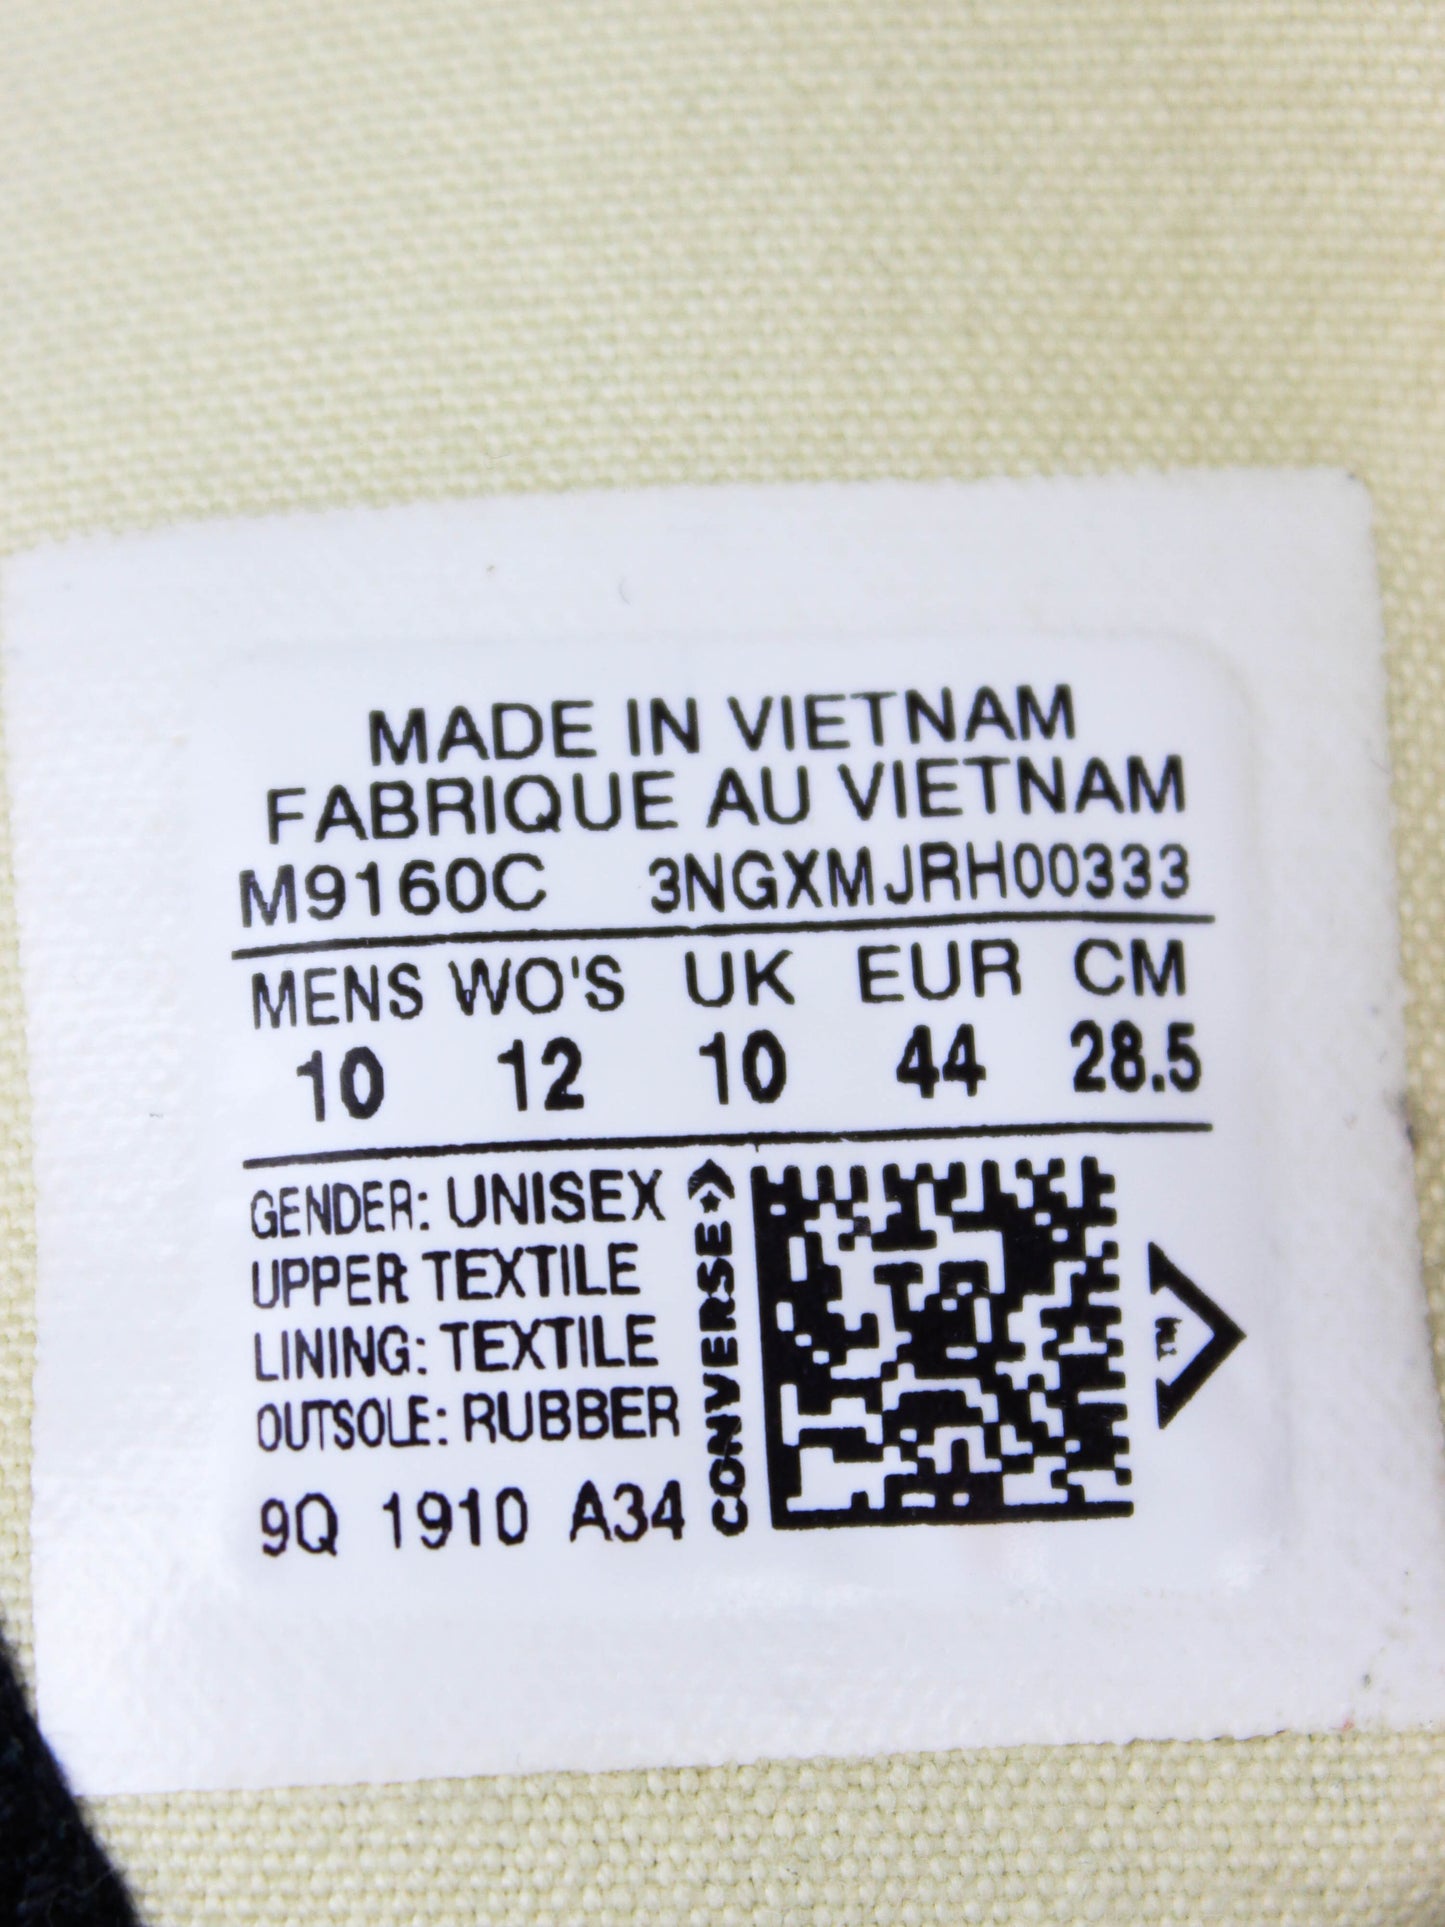 MADE IN VIETNAM
FABRIQUE AU VIETNAM
M9160C 3NGXMJRH00333
MENS WO'S UK EUR CM
10 12 10 44 28.5
GENDER: UNISEX
UPPER TEXTILE
LINING: TEXTILE
OUTSOLE: RUBBER
9Q 1910 A34
CONVERSE
TM